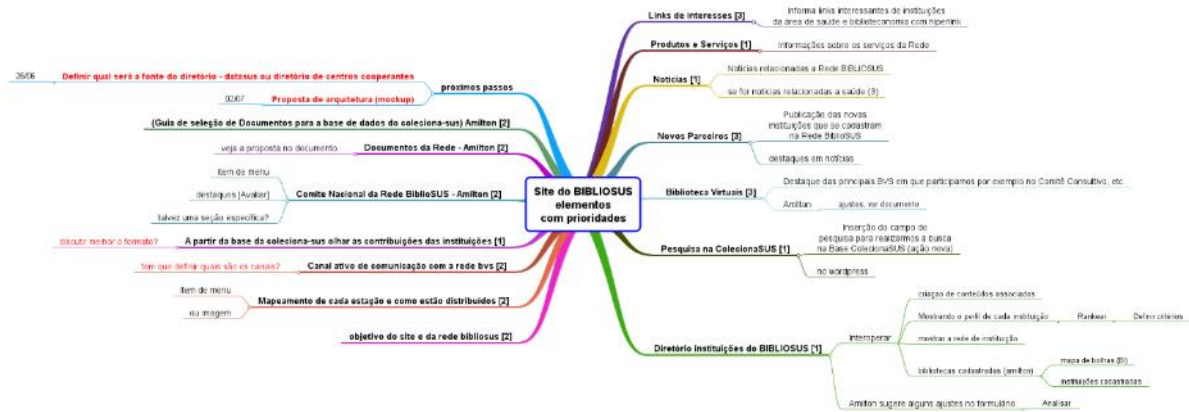 Site do BIBLIOSUS
elementos
com prioridades
Links de interesses [3]
Informa links interessantes de instituições
da área de saúde e biblioteconomia com hiperlink
Produtos e Serviços [1]
Informações sobre os serviços da Rede
Notícias [1]
Notícias relacionadas a Rede BIBLIOSUS
se for notícias relacionadas a saúde (3)
Novos Parceiros [3]
Publicação das novas
instituições que se cadastram
na Rede BiblioSUS
destaques em notícias
Biblioteca Virtuais [3]
Destaque das principais BVS em que participamos por exemplo no Comitê Consultivo, etc
Amilton
ajustes, ver documento
Pesquisa na ColecionaSUS [1]
Inserção do campo de
pesquisa para realizarmos a busca
na Base ColecionaSUS (ação nova)
no wordpress
Diretório instituições do BIBLIOSUS [1]
Interoperar
criaçao de conteúdos associados
Mostrando o perfil de cada instituição
Rankear
Definir critérios
mostrar a rede de instituição
bibliotecas cadastradas (amilton)
mapa de bolhas (BI)
instituições cadastradas
Amilton sugere alguns ajustes no formulário
Analisar
próximos passos
Definir qual será a fonte do diretório - datasus ou diretório de centros cooperantes
26/06
Proposta de arquitetura (mockup)
02/07
(Guia de seleção de Documentos para a base de dados do coleciona-sus) Amilton [2]
Documentos da Rede - Amilton [2]
veja a proposta no documento
Comite Nacional da Rede BiblioSUS - Amilton [2]
item de menu
destaques [Avaliar]
talvez uma seção específica?
A partir da base da coleciona-sus olhar as contribuições das instituições [1]
discutir melhor o formato?
Canal ativo de comunicação com a rede bvs [2]
tem que definir quais são os canais?
Mapeamento de cada estação e como estão distribuidos [2]
item de menu
ou imagem
objetivo do site e da rede bibliosus [2]